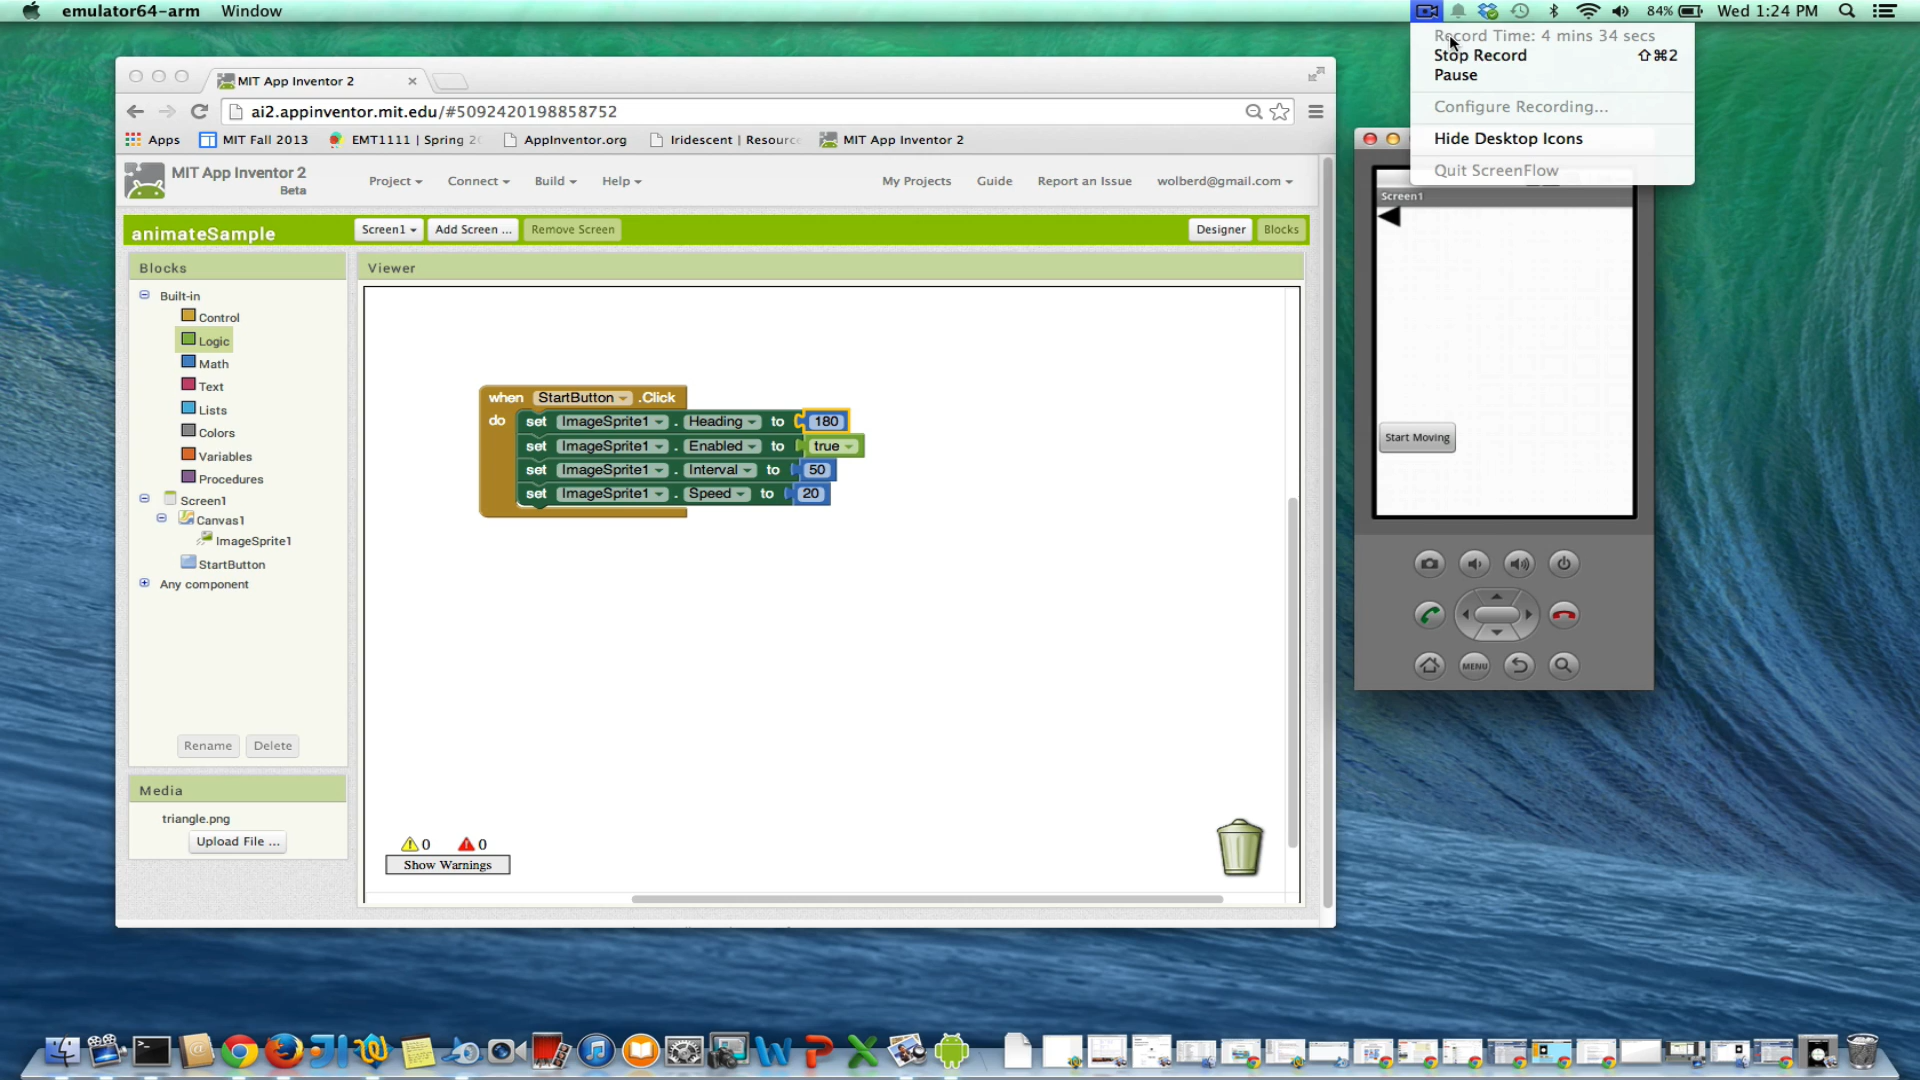 emulator64-arm Window 84% Wed 1:24 PM
Record Time: 4 mins 34 secs
Stop Record ⇧⌘2
Pause
Configure Recording...
Hide Desktop Icons
Quit ScreenFlow
MIT App Inventor 2
ai2.appinventor.mit.edu/#5092420198858752
Apps MIT Fall 2013 EMT1111 | Spring 2 AppInventor.org Iridescent | Resourc MIT App Inventor 2
MIT App Inventor 2
Beta
Project Connect Build Help My Projects Guide Report an Issue wolberd@gmail.com
animateSample Screen1 Add Screen ... Remove Screen Designer Blocks
Blocks
Built-in
Control
Logic
Math
Text
Lists
Colors
Variables
Procedures
Screen1
Canvas1
ImageSprite1
StartButton
Any component
Rename Delete
Media
triangle.png
Upload File ...
Viewer
when StartButton .Click
do set ImageSprite1 . Heading to 180
set ImageSprite1 . Enabled to true
set ImageSprite1 . Interval to 50
set ImageSprite1 . Speed to 20
0 0
Show Warnings
Screen1
Start Moving
MENU